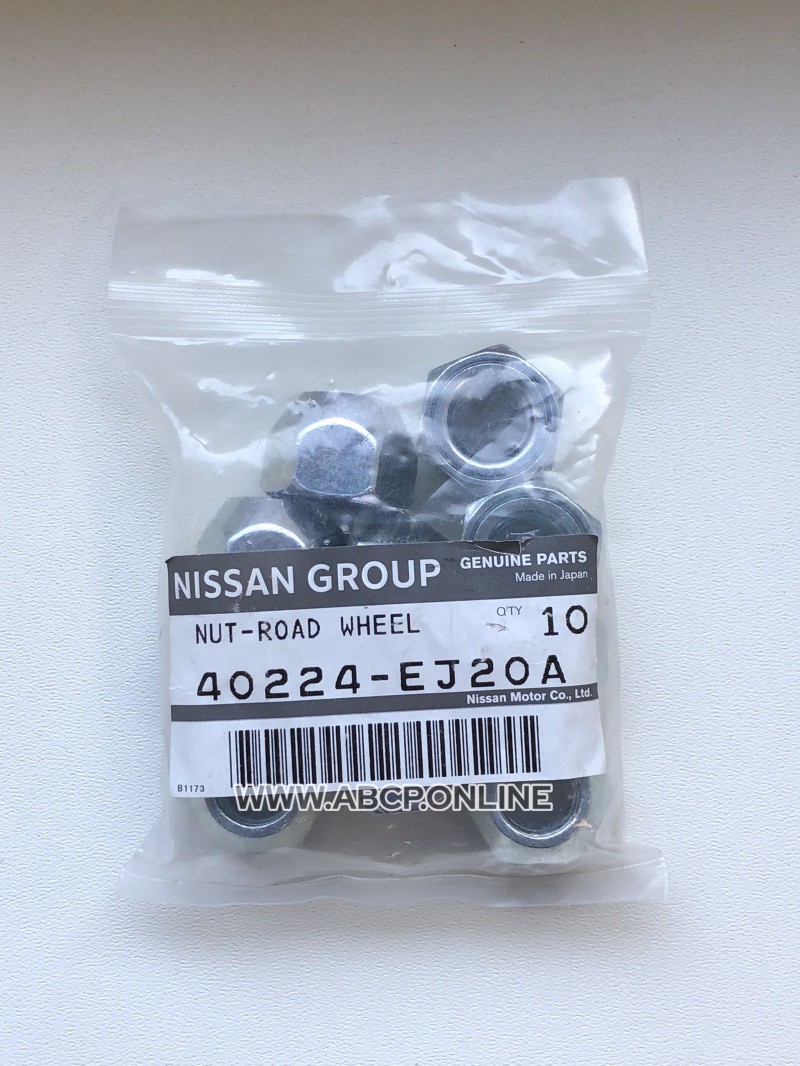 NISSAN GROUP
GENUINE PARTS
Made in Japan
NUT-ROAD WHEEL
Q'TY 10
40224-EJ20A
Nissan Motor Co., Ltd.
B1173
WWW.ABCP.ONLINE